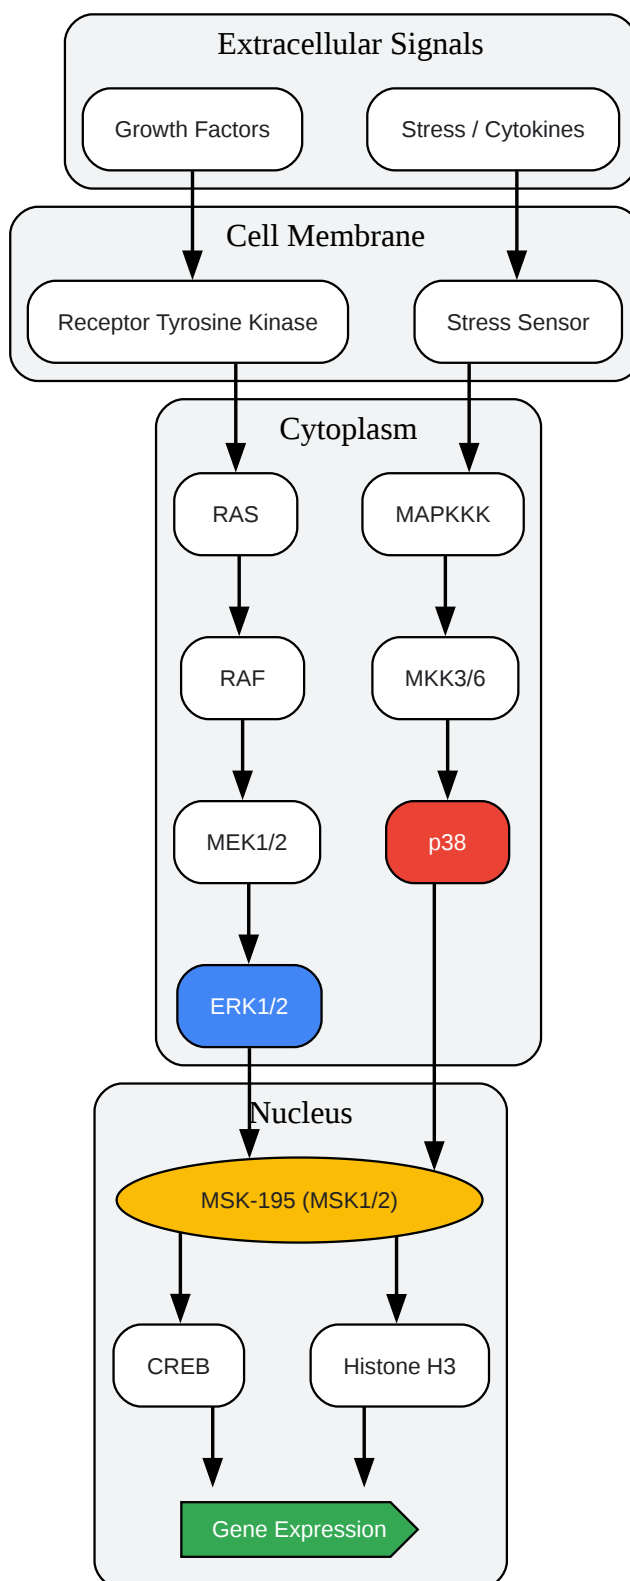 Extracellular Signals
Growth Factors
Stress / Cytokines
Cell Membrane
Receptor Tyrosine Kinase
Stress Sensor
Cytoplasm
RAS
MAPKKK
RAF
MKK3/6
MEK1/2
p38
ERK1/2
Nucleus
MSK-195 (MSK1/2)
CREB
Histone H3
Gene Expression